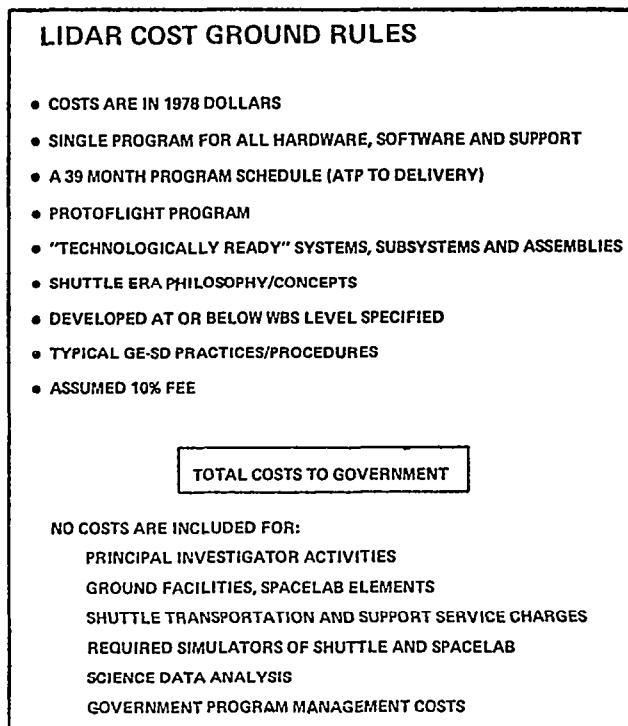 LIDAR COST GROUND RULES
• COSTS ARE IN 1978 DOLLARS
• SINGLE PROGRAM FOR ALL HARDWARE, SOFTWARE AND SUPPORT
• A 39 MONTH PROGRAM SCHEDULE (ATP TO DELIVERY)
• PROTOFLIGHT PROGRAM
• "TECHNOLOGICALLY READY" SYSTEMS, SUBSYSTEMS AND ASSEMBLIES
• SHUTTLE ERA PHILOSOPHY/CONCEPTS
• DEVELOPED AT OR BELOW WBS LEVEL SPECIFIED
• TYPICAL GE-SD PRACTICES/PROCEDURES
• ASSUMED 10% FEE
TOTAL COSTS TO GOVERNMENT
NO COSTS ARE INCLUDED FOR:
PRINCIPAL INVESTIGATOR ACTIVITIES
GROUND FACILITIES, SPACELAB ELEMENTS
SHUTTLE TRANSPORTATION AND SUPPORT SERVICE CHARGES
REQUIRED SIMULATORS OF SHUTTLE AND SPACELAB
SCIENCE DATA ANALYSIS
GOVERNMENT PROGRAM MANAGEMENT COSTS